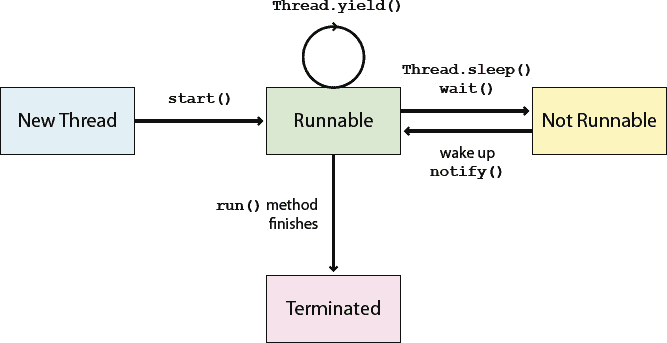 Thread.yield()
New Thread
start()
Runnable
Thread.sleep()
wait()
Not Runnable
wake up
notify()
run() method
finishes
Terminated